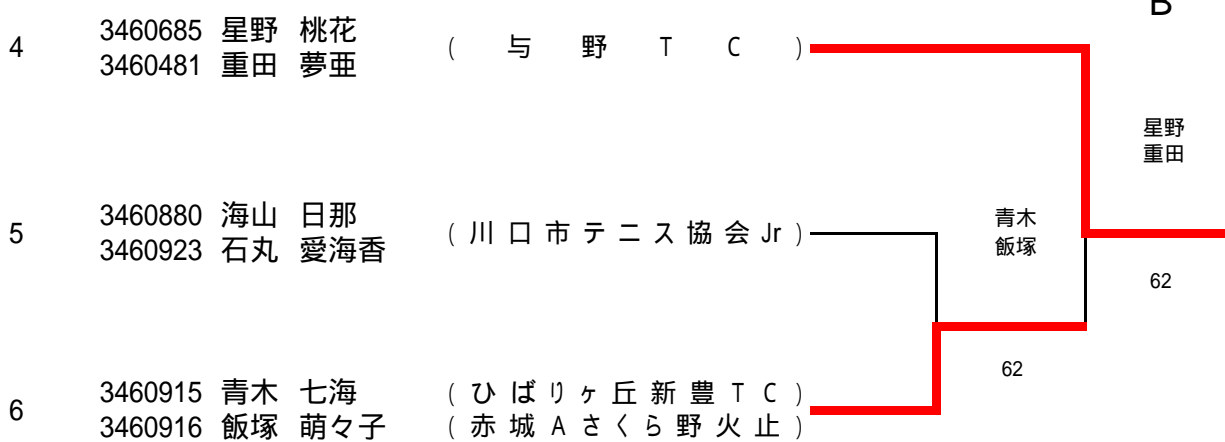 B
4 3460685 星野 桃花 ( 与 野 T C )
3460481 重田 夢亜
星野
重田
5 3460880 海山 日那 ( 川 口 市 テ ニ ス 協 会 Jr )
3460923 石丸 愛海香
青木
飯塚
62
62
6 3460915 青木 七海 ( ひ ば り ヶ 丘 新 豊 T C )
3460916 飯塚 萌々子 ( 赤 城 A さ く ら 野 火 止 )